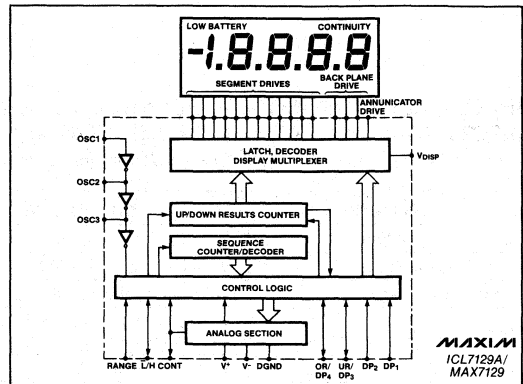 LOW BATTERY CONTINUITY
-1.8.8.8.8
SEGMENT DRIVES
BACK PLANE
DRIVE
ANNUNICATOR
DRIVE
OSC1
LATCH, DECODER
DISPLAY MULTIPLEXER
VDISP
OSC2
OSC3
UP/DOWN RESULTS COUNTER
SEQUENCE
COUNTER/DECODER
CONTROL LOGIC
ANALOG SECTION
RANGE L/H CONT V+ V- DGND OR/DP4 UR/DP3 DP2 DP1
MAXIM
ICL7129A/
MAX7129